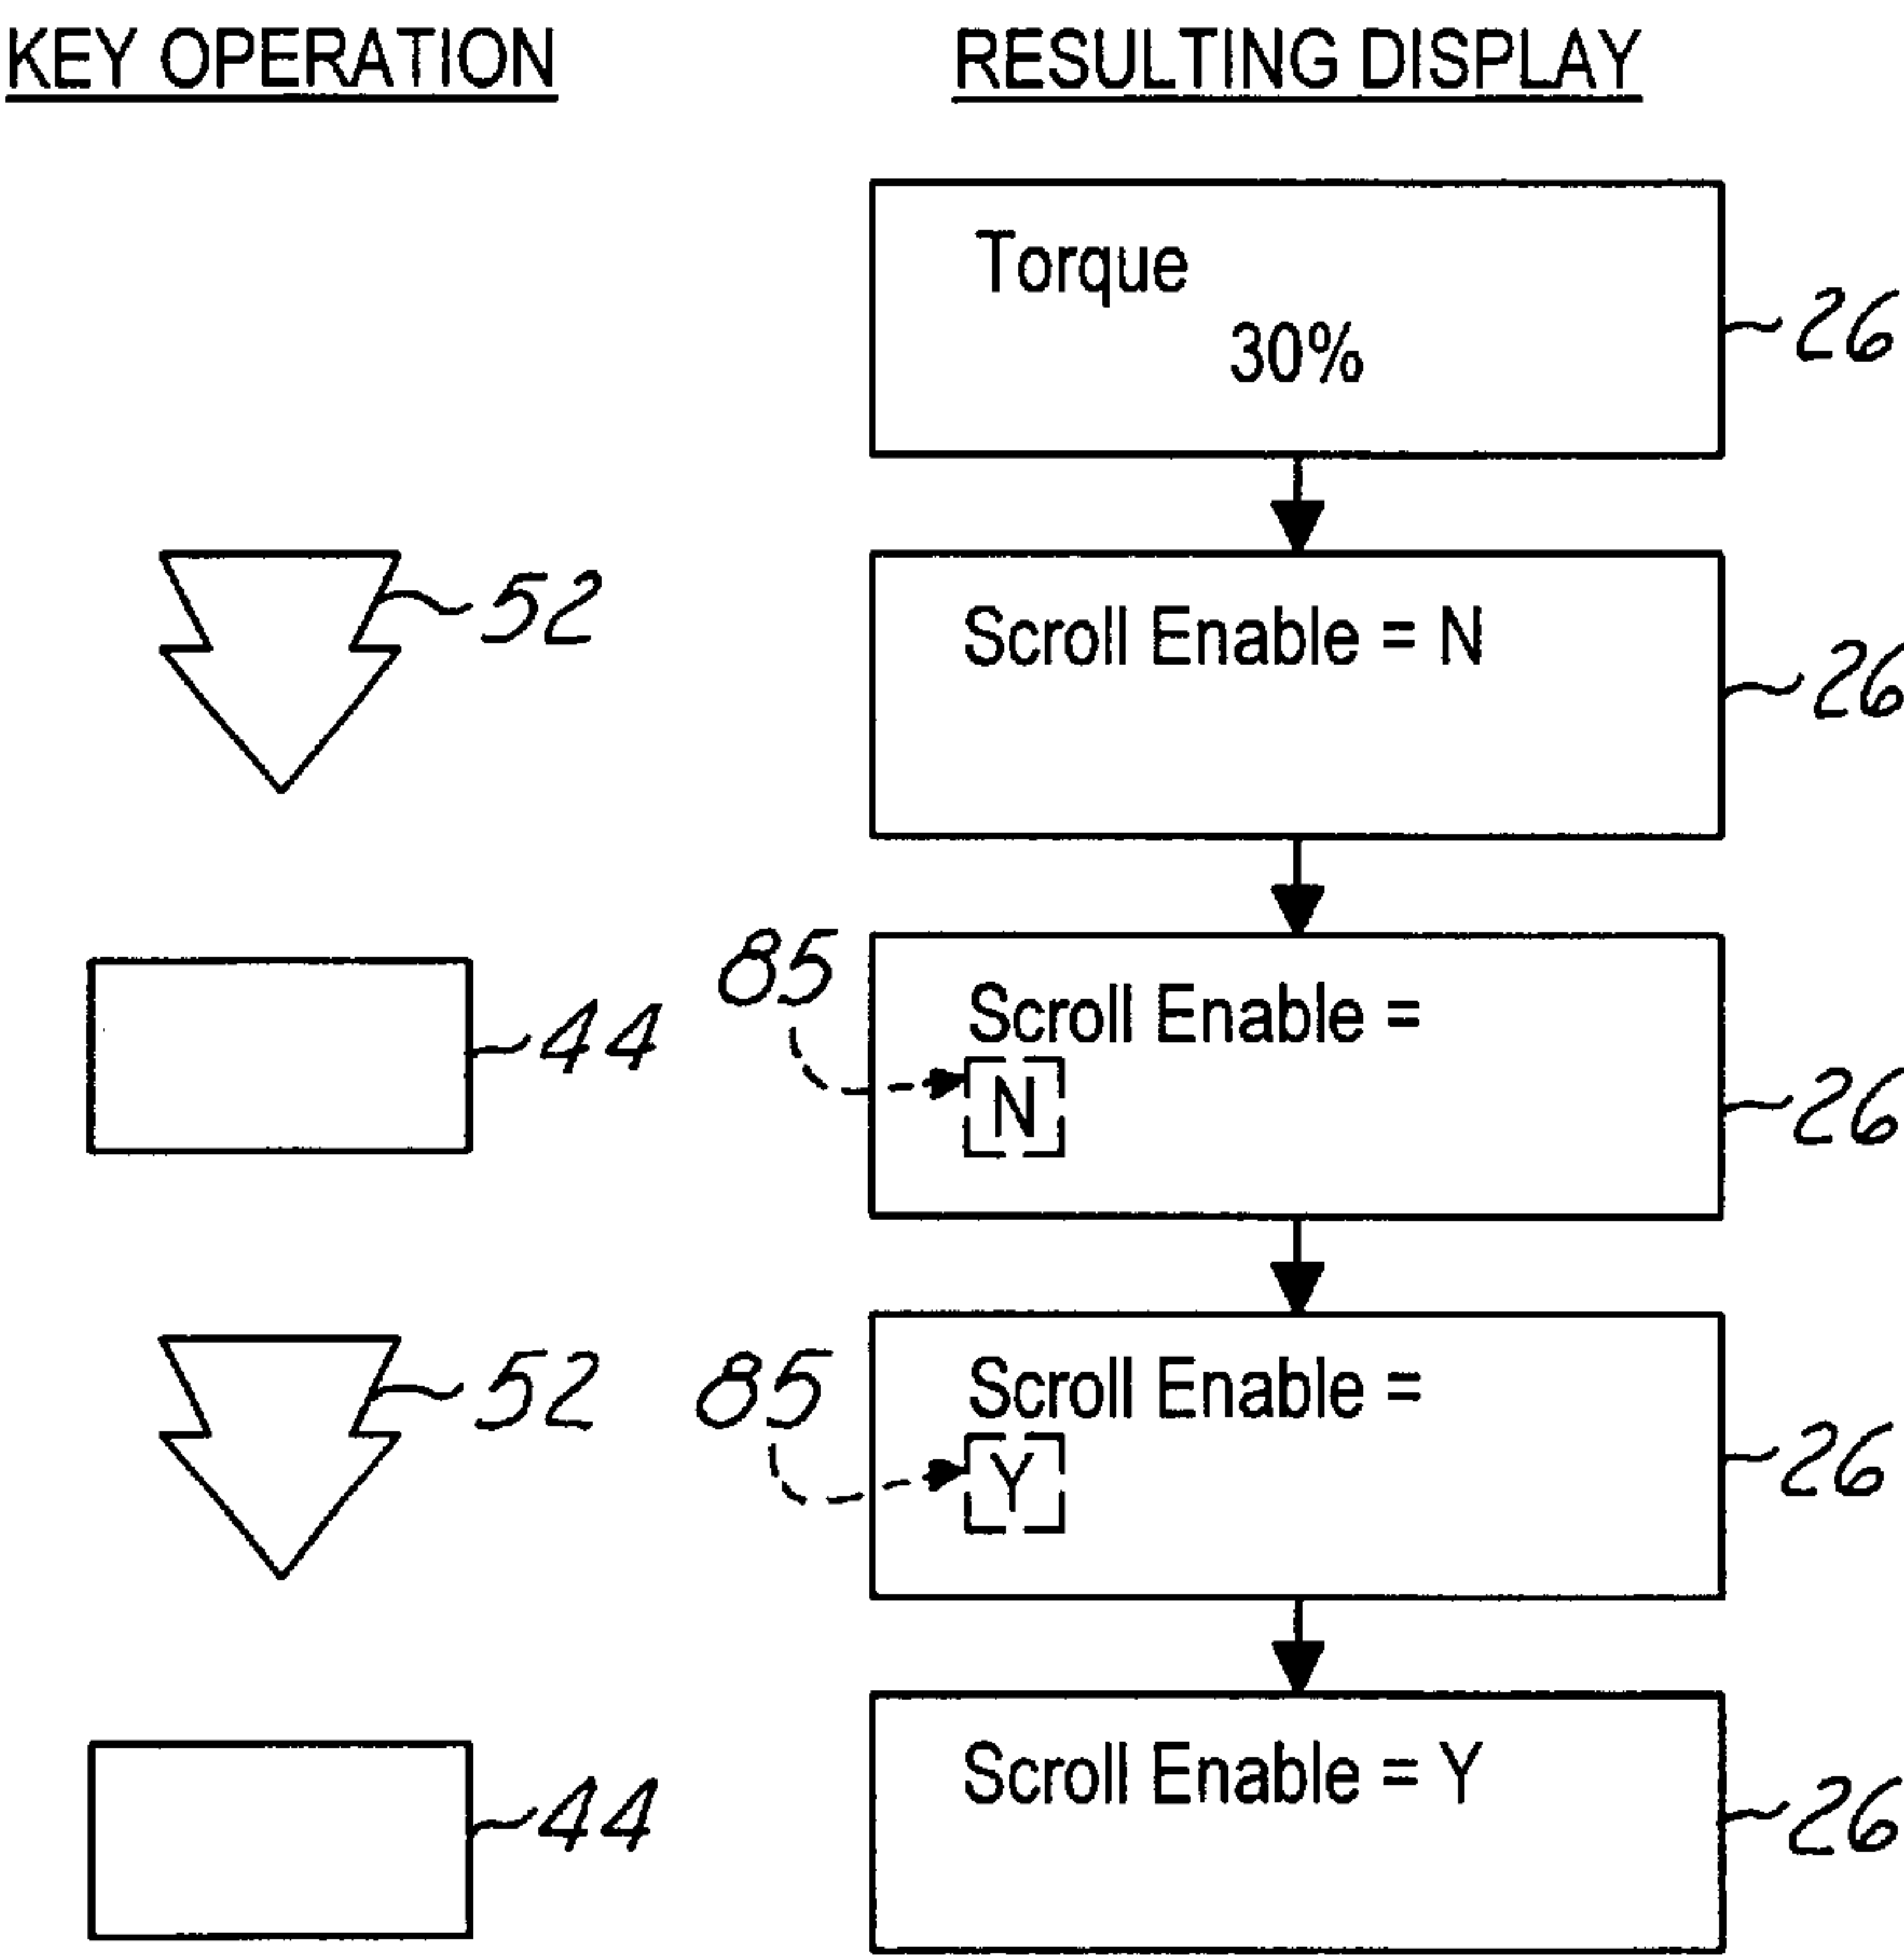 KEY OPERATION RESULTING DISPLAY
Torque
30%
26
52
Scroll Enable = N
26
85
Scroll Enable =
44
N
26
52
85
Scroll Enable =
Y
26
44
Scroll Enable = Y
26